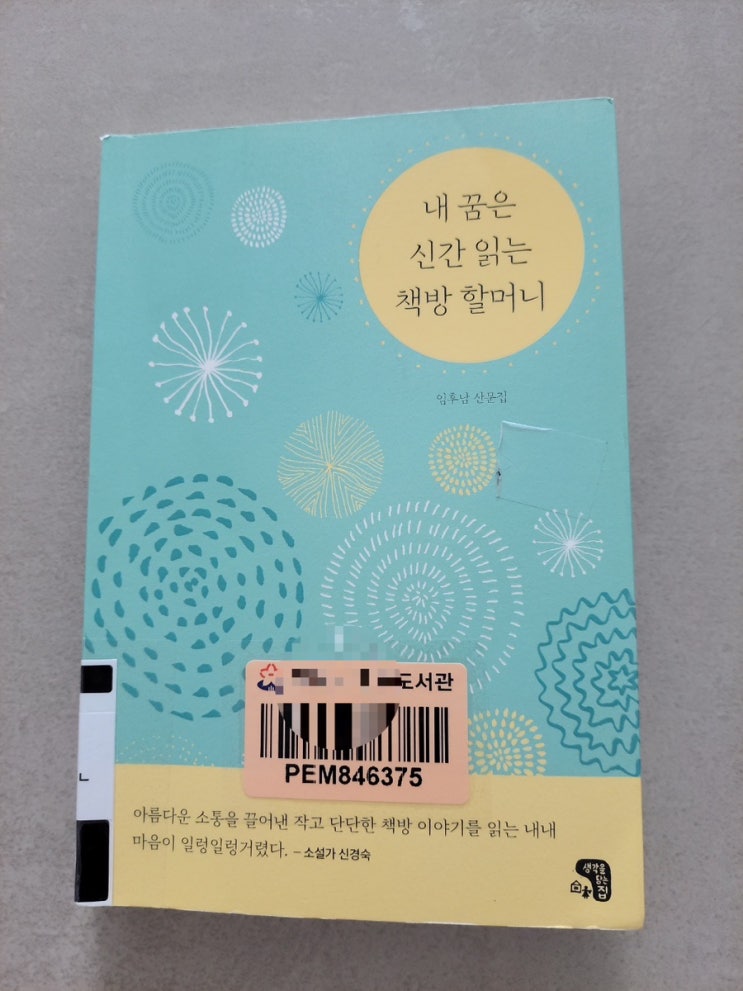 내 꿈은
신간 읽는
책방 할머니
임후남 산문집
도서관
PEM846375
ㄴ
아름다운 소통을 끌어낸 작고 단단한 책방 이야기를 읽는 내내
마음이 일렁일렁거렸다. – 소설가 신경숙
생각을
담는
집